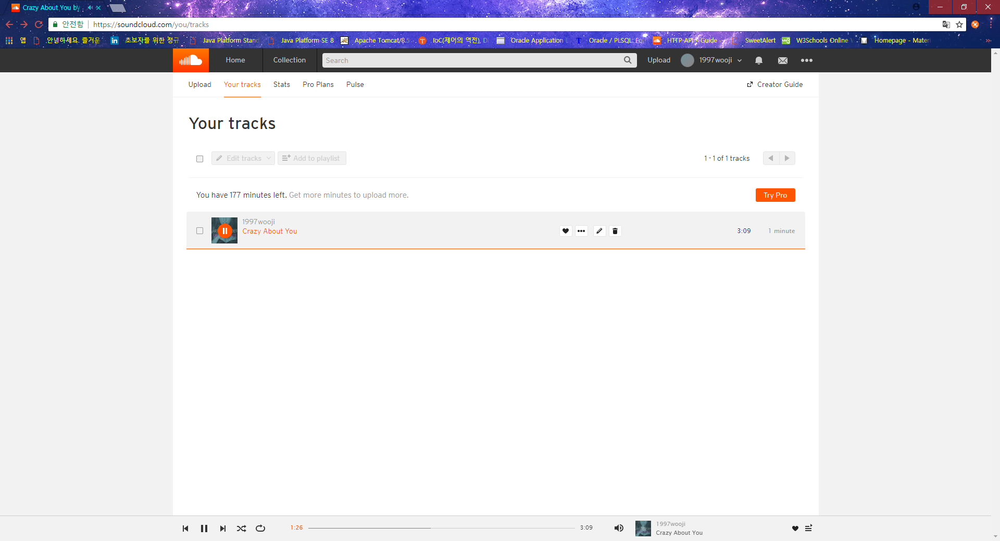 Crazy About You by
안전함 https://soundcloud.com/you/tracks
앱 안녕하세요. 즐거운 초보자를 위한 정규 Java Platform Stand Java Platform SE 8 Apache Tomcat/8.5 IoC(제어의 역전), D Oracle Application Oracle / PLSQL: HTTP API - Guide SweetAlert W3Schools Online Homepage - Mater
Home Collection Search Upload 1997wooji
Upload Your tracks Stats Pro Plans Pulse Creator Guide
Your tracks
Edit tracks Add to playlist 1 - 1 of 1 tracks
You have 177 minutes left. Get more minutes to upload more. Try Pro
1997wooji
Crazy About You 3:09 1 minute
1:26 3:09 1997wooji
Crazy About You